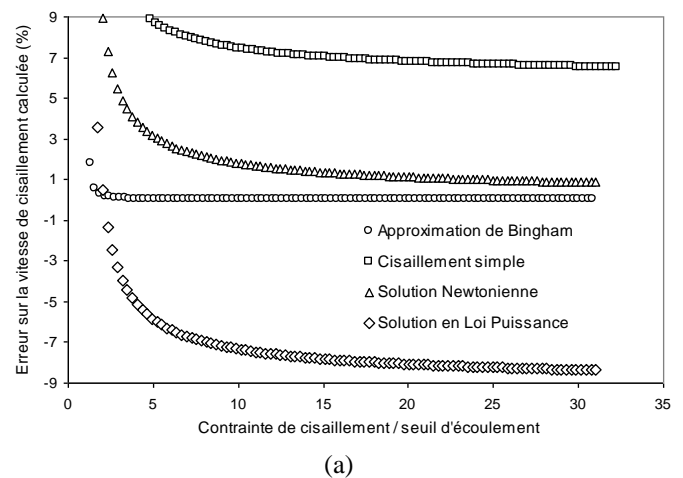 9
7
5
3
1
-1
-3
-5
-7
-9
Erreur sur la vitesse de cisaillement calculée (%)
Approximation de Bingham
Cisaillement simple
Solution Newtonienne
Solution en Loi Puissance
0 5 10 15 20 25 30 35
Contrainte de cisaillement / seuil d'écoulement
(a)